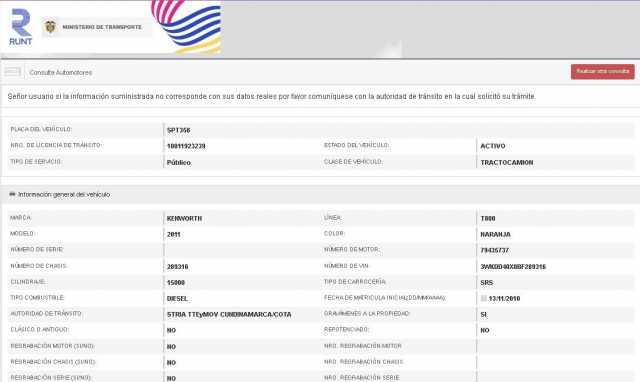 RUNT
MINISTERIO DE TRANSPORTE
Consulta Automotores
Realizar otra consulta
Señor usuario si la información suministrada no corresponde con sus datos reales por favor comuníquese con la autoridad de tránsito en la cual solicitó su trámite.
PLACA DEL VEHÍCULO: SPT356
NRO. DE LICENCIA DE TRÁNSITO: 10011923239 ESTADO DEL VEHÍCULO: ACTIVO
TIPO DE SERVICIO: Público CLASE DE VEHÍCULO: TRACTOCAMION
Información general del vehículo
MARCA: KENWORTH LÍNEA: T800
MODELO: 2011 COLOR: NARANJA
NÚMERO DE SERIE: NÚMERO DE MOTOR: 79435737
NÚMERO DE CHASIS: 289316 NÚMERO DE VIN: 3WKDD40X8BF289316
CILINDRAJE: 15000 TIPO DE CARROCERÍA: SRS
TIPO COMBUSTIBLE: DIESEL FECHA DE MATRICULA INICIAL(DD/MM/AAAA): 13/11/2010
AUTORIDAD DE TRÁNSITO: STRIA TTEyMOV CUNDINAMARCA/COTA GRAVÁMENES A LA PROPIEDAD: SI
CLÁSICO O ANTIGUO: NO REPOTENCIADO: NO
REGRABACIÓN MOTOR (SI/NO): NO NRO. REGRABACIÓN MOTOR
REGRABACIÓN CHASIS (SI/NO): NO NRO. REGRABACIÓN CHASIS
REGRABACIÓN SERIE (SI/NO): NO NRO. REGRABACIÓN SERIE